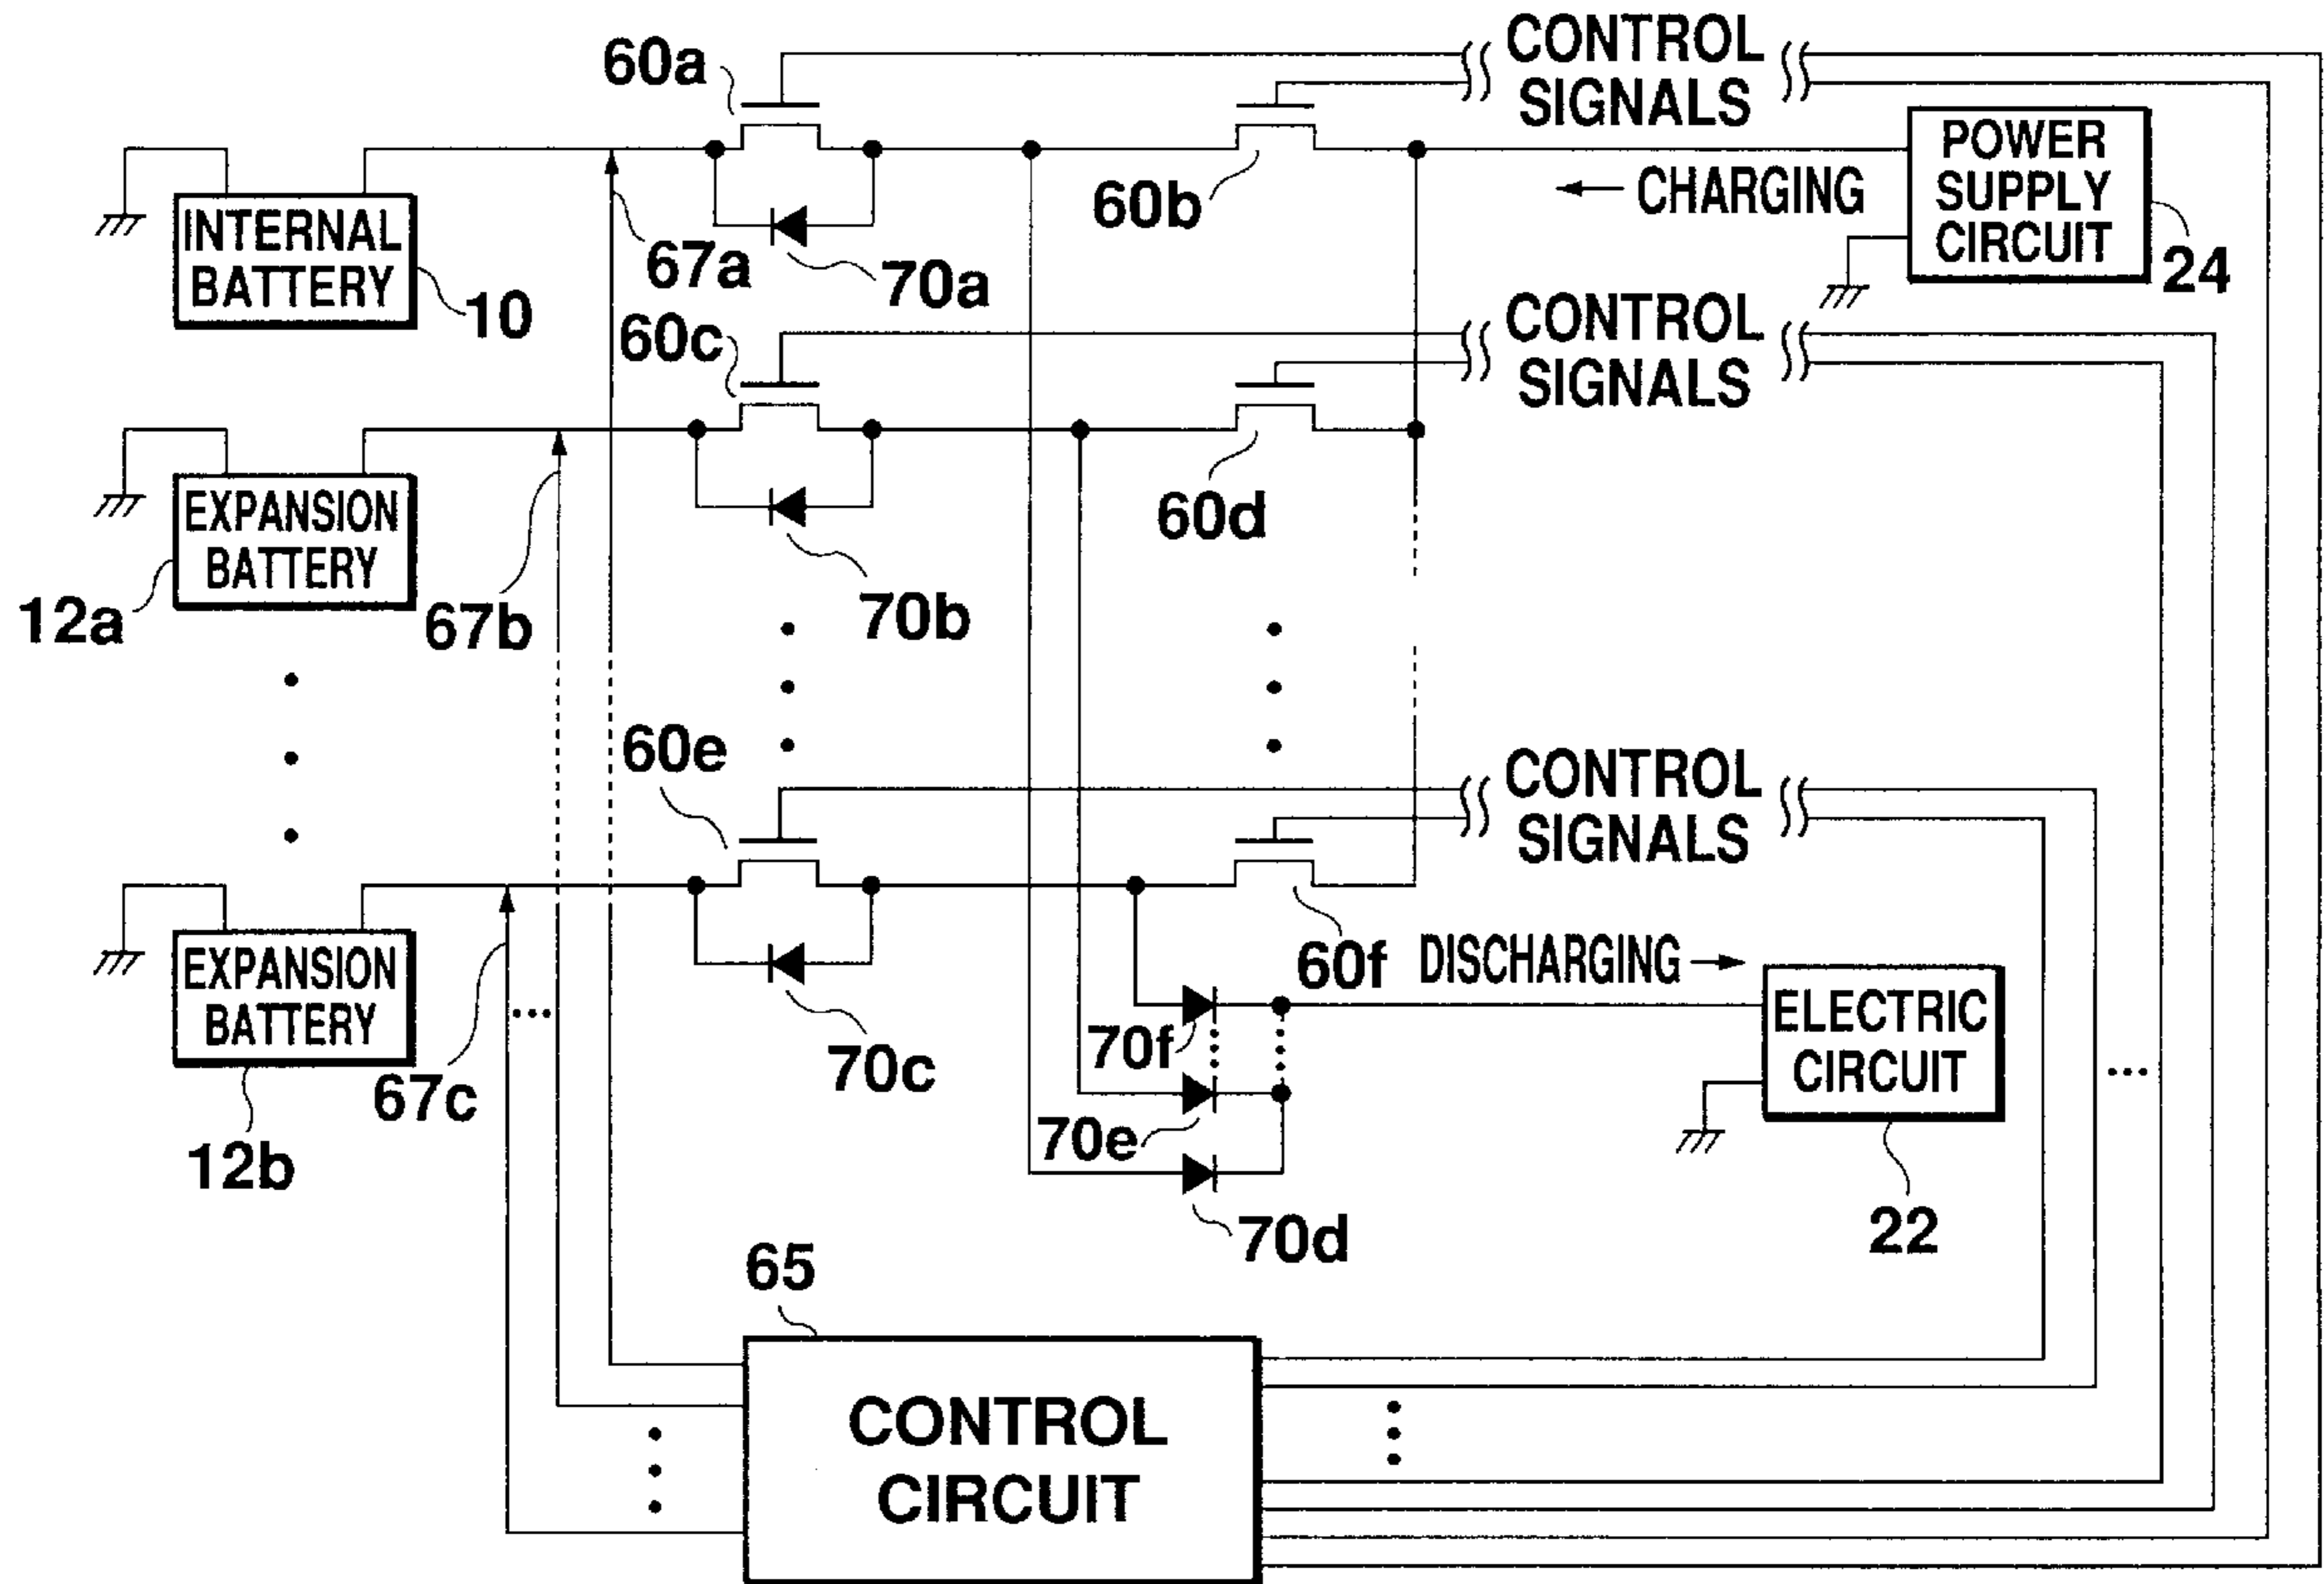 60a
CONTROL
SIGNALS
POWER
SUPPLY
CIRCUIT
60b
CHARGING
INTERNAL
BATTERY
67a
70a
24
10
60c
CONTROL
SIGNALS
EXPANSION
BATTERY
60d
12a
67b
70b
60e
CONTROL
SIGNALS
EXPANSION
BATTERY
60f
DISCHARGING
ELECTRIC
CIRCUIT
70f
67c
70c
70e
12b
70d
22
65
CONTROL
CIRCUIT